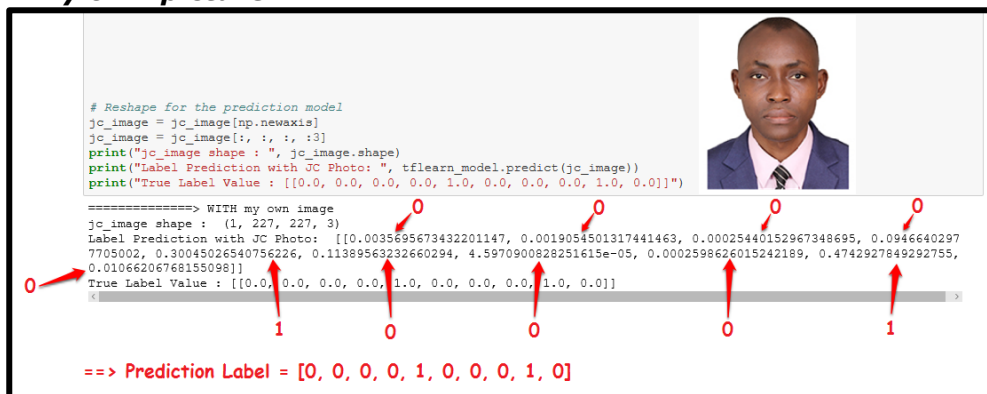 # Reshape for the prediction model
jc_image = jc_image[np.newaxis]
jc_image = jc_image[:, :, :, :3]
print("jc_image shape : ", jc_image.shape)
print("Label Prediction with JC Photo: ", tflearn_model.predict(jc_image))
print("True Label Value : [[0.0, 0.0, 0.0, 0.0, 1.0, 0.0, 0.0, 0.0, 1.0, 0.0]]")
==============> WITH my own image
0 0 0 0
jc_image shape : (1, 227, 227, 3)
Label Prediction with JC Photo: [[0.0035695673432201147, 0.0019054501317441463, 0.00025440152967348695, 0.0946640297
7705002, 0.30045026540756226, 0.11389563232660294, 4.5970900828251615e-05, 0.0002598626015242189, 0.4742927849292755,
0.01066206768155098]]
0
True Label Value : [[0.0, 0.0, 0.0, 0.0, 1.0, 0.0, 0.0, 0.0, 1.0, 0.0]]
1 0 0 0 1
==> Prediction Label = [0, 0, 0, 0, 1, 0, 0, 0, 1, 0]